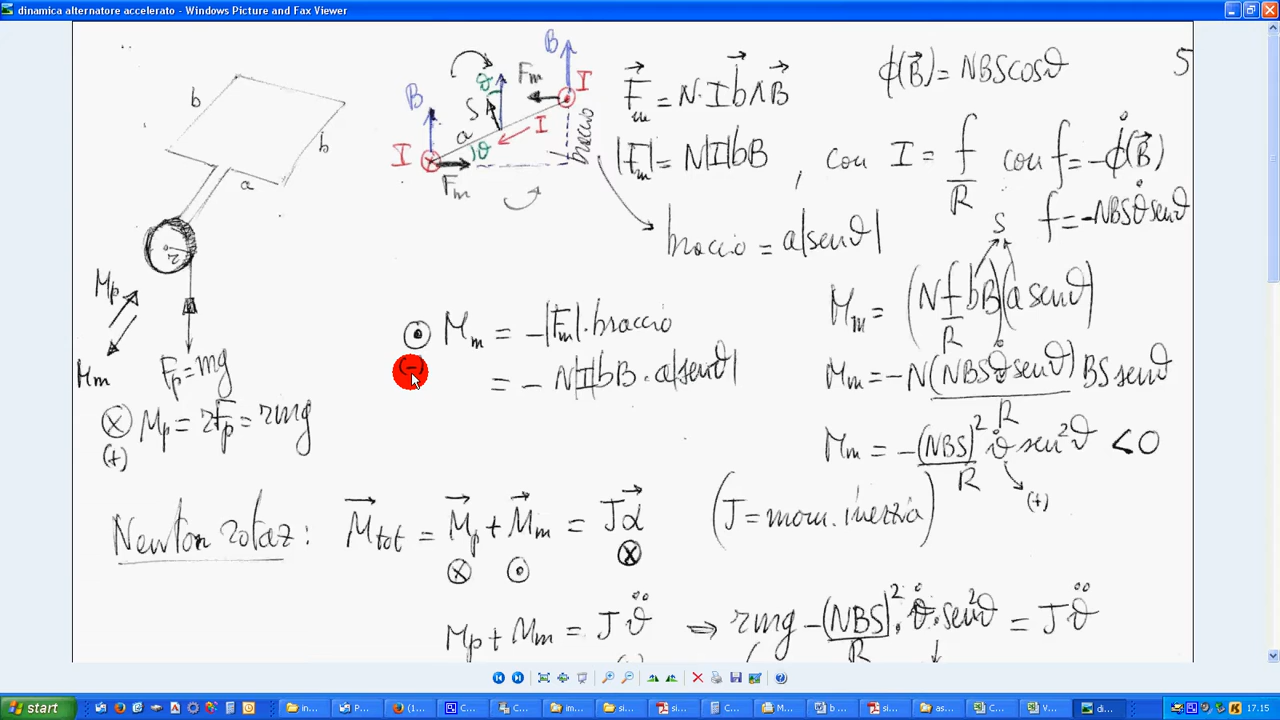 dinamica alternatore accelerato - Windows Picture and Fax Viewer
5
b
b
a
r
Mp
Mm
Fp = mg
⊗ Mp = rFp = rmg
(+)
B
B
ϑ
S
Fm
I
I
I
a
ϑ
Fm
braccio
F⃗m = N·I b⃗ ∧ B⃗
|Fm| = N|I|bB , con I = f/R con f = -ϕ̇(B⃗)
ϕ(B⃗) = NBS cosϑ
f = -NBSϑ̇ senϑ
braccio = a|senϑ|
S
⊙ Mm = -|Fm|·braccio
(-)
= - N|I|bB · a|senϑ|
Mm = (N f/R bB)(a senϑ)
Mm = - N (NBSϑ̇ senϑ)/R BS senϑ
Mm = - (NBS)²/R ϑ̇ sen²ϑ < 0
(+)
Newton rotaz: M⃗tot = M⃗p + M⃗m = Jα⃗ (J = mom. inerzia)
⊗ ⊙ ⊗
Mp + Mm = Jϑ̈ ⇒ rmg - (NBS)²/R · ϑ̇ · sen²ϑ = Jϑ̈
start
17.15